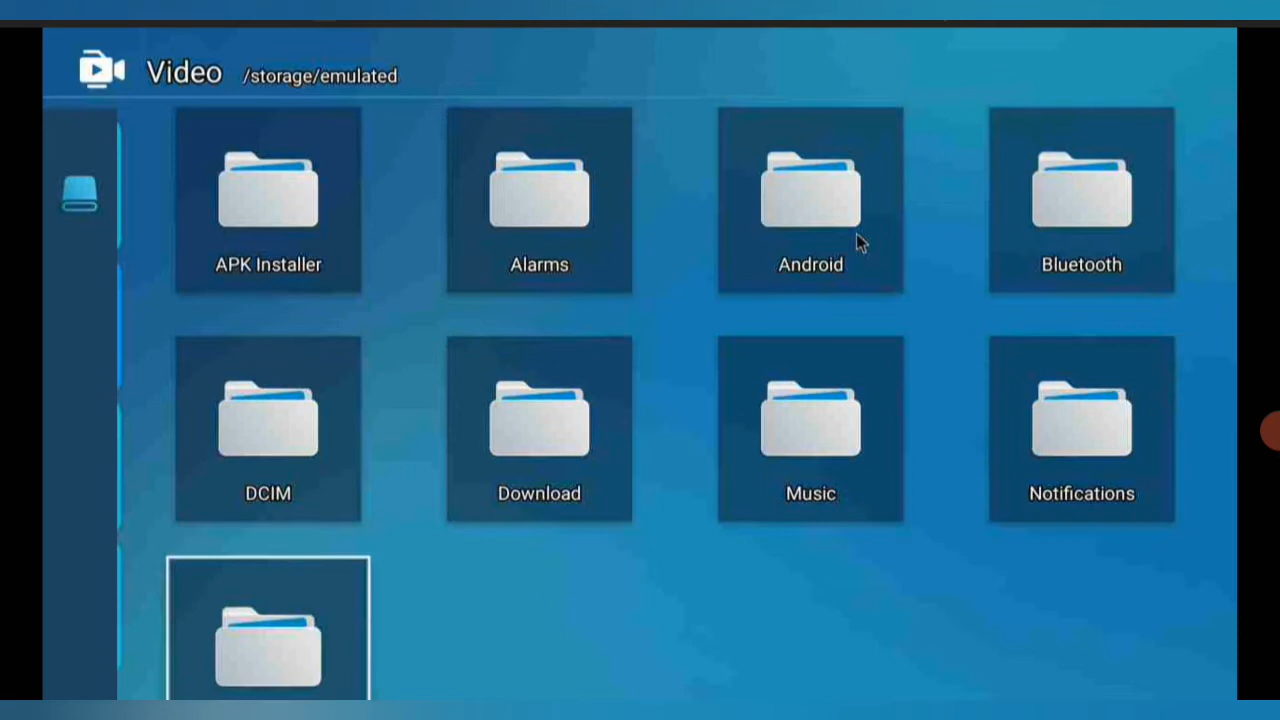 Video /storage/emulated
APK Installer
Alarms
Android
Bluetooth
DCIM
Download
Music
Notifications